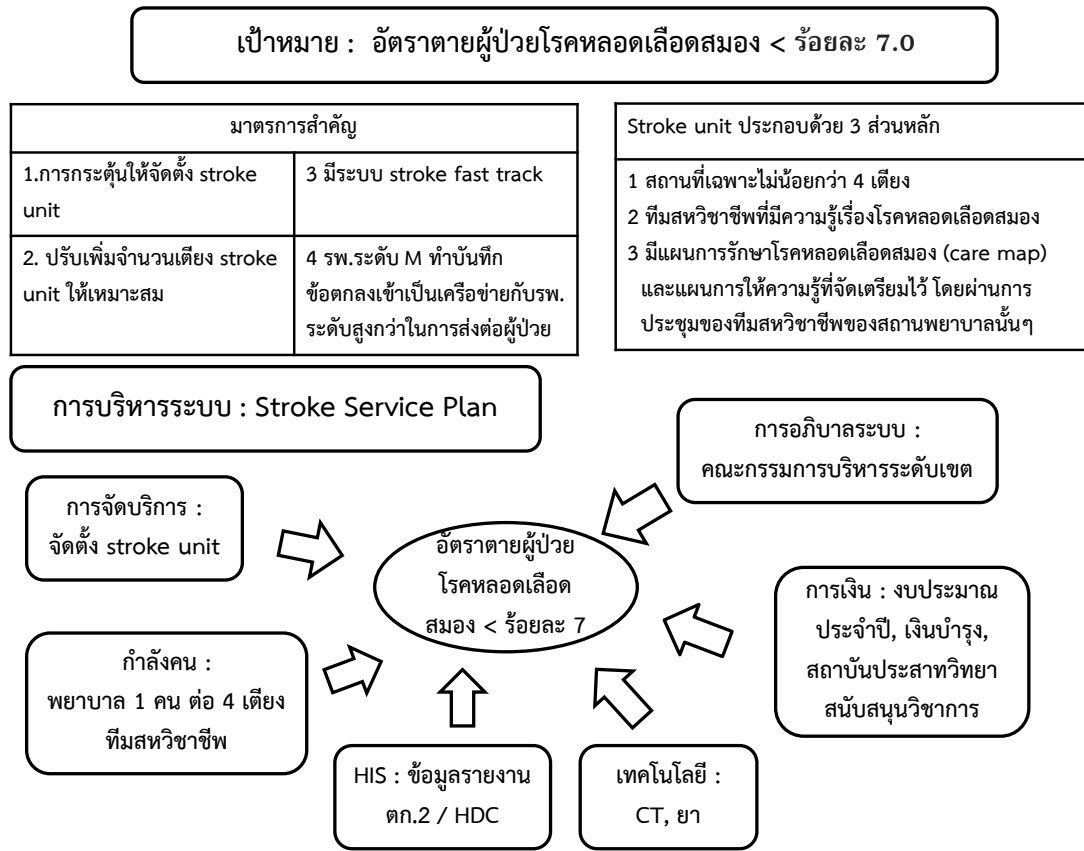 เป้าหมาย : อัตราตายผู้ป่วยโรคหลอดเลือดสมอง < ร้อยละ 7.0
มาตรการสำคัญ
1.การกระตุ้นให้จัดตั้ง stroke
unit
3 มีระบบ stroke fast track
2. ปรับเพิ่มจำนวนเตียง stroke
unit ให้เหมาะสม
4 รพ.ระดับ M ทำบันทึก
ข้อตกลงเข้าเป็นเครือข่ายกับรพ.
ระดับสูงกว่าในการส่งต่อผู้ป่วย
Stroke unit ประกอบด้วย 3 ส่วนหลัก
1 สถานที่เฉพาะไม่น้อยกว่า 4 เตียง
2 ทีมสหวิชาชีพที่มีความรู้เรื่องโรคหลอดเลือดสมอง
3 มีแผนการรักษาโรคหลอดเลือดสมอง (care map)
และแผนการให้ความรู้ที่จัดเตรียมไว้ โดยผ่านการ
ประชุมของทีมสหวิชาชีพของสถานพยาบาลนั้นๆ
การบริหารระบบ : Stroke Service Plan
การอภิบาลระบบ :
คณะกรรมการบริหารระดับเขต
การจัดบริการ :
จัดตั้ง stroke unit
อัตราตายผู้ป่วย
โรคหลอดเลือด
สมอง < ร้อยละ 7
การเงิน : งบประมาณ
ประจำปี, เงินบำรุง,
สถาบันประสาทวิทยา
สนับสนุนวิชาการ
กำลังคน :
พยาบาล 1 คน ต่อ 4 เตียง
ทีมสหวิชาชีพ
HIS : ข้อมูลรายงาน
ตก.2 / HDC
เทคโนโลยี :
CT, ยา